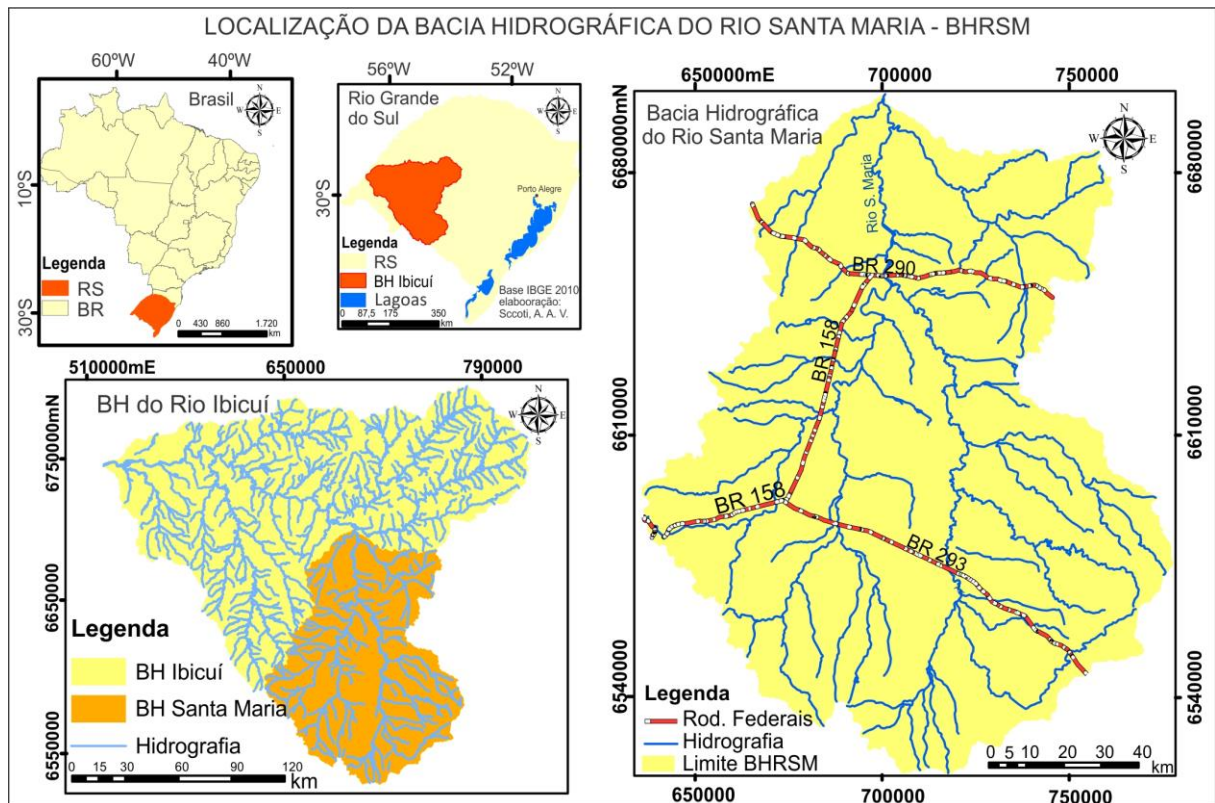 LOCALIZAÇÃO DA BACIA HIDROGRÁFICA DO RIO SANTA MARIA - BHRSM
60ºW
40ºW
Brasil
N
W
E
S
10ºS
30ºS
Legenda
RS
BR
0 430 860 1.720
km
56ºW
52ºW
Rio Grande
do Sul
N
W
E
S
Porto Alegre
30ºS
Legenda
RS
BH Ibicuí
Lagoas
Base IBGE 2010
elabooração:
Sccoti, A. A. V.
0 87,5 175 350
km
510000mE
650000
790000
BH do Rio Ibicuí
N
W
E
S
6750000mN
6650000
6550000
Legenda
BH Ibicuí
BH Santa Maria
Hidrografia
0 15 30 60 90 120
km
650000mE
700000
750000
Bacia Hidrográfica
do Rio Santa Maria
N
W
E
S
6680000mN
6680000
Rio S. Maria
BR 290
BR 158
6610000
6610000
BR 158
BR 293
6540000
6540000
Legenda
Rod. Federais
Hidrografia
Limite BHRSM
0 5 10 20 30 40
km
650000
700000
750000